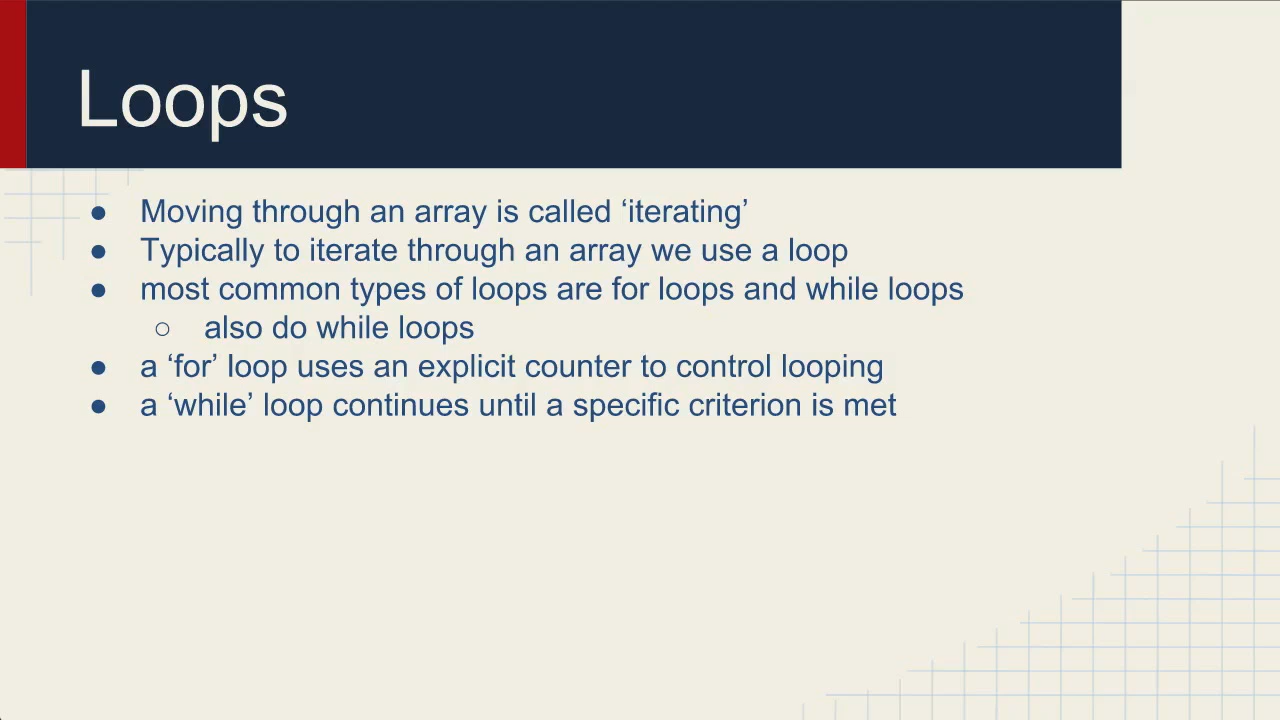 Loops
● Moving through an array is called ‘iterating’
● Typically to iterate through an array we use a loop
● most common types of loops are for loops and while loops
○ also do while loops
● a ‘for’ loop uses an explicit counter to control looping
● a ‘while’ loop continues until a specific criterion is met